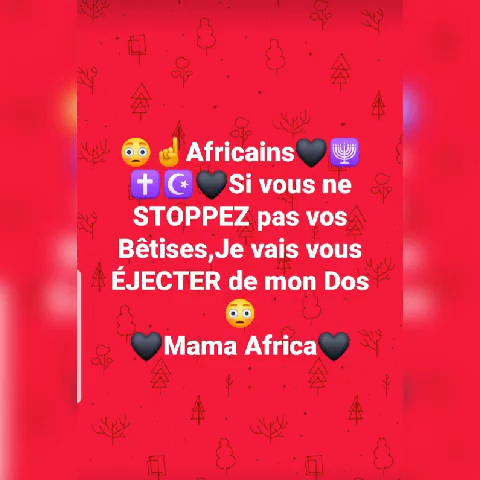 😳☝️Africains🖤🕎
✝️☪️🖤Si vous ne
STOPPEZ pas vos
Bêtises,Je vais vous
ÉJECTER de mon Dos
😳
🖤Mama Africa🖤